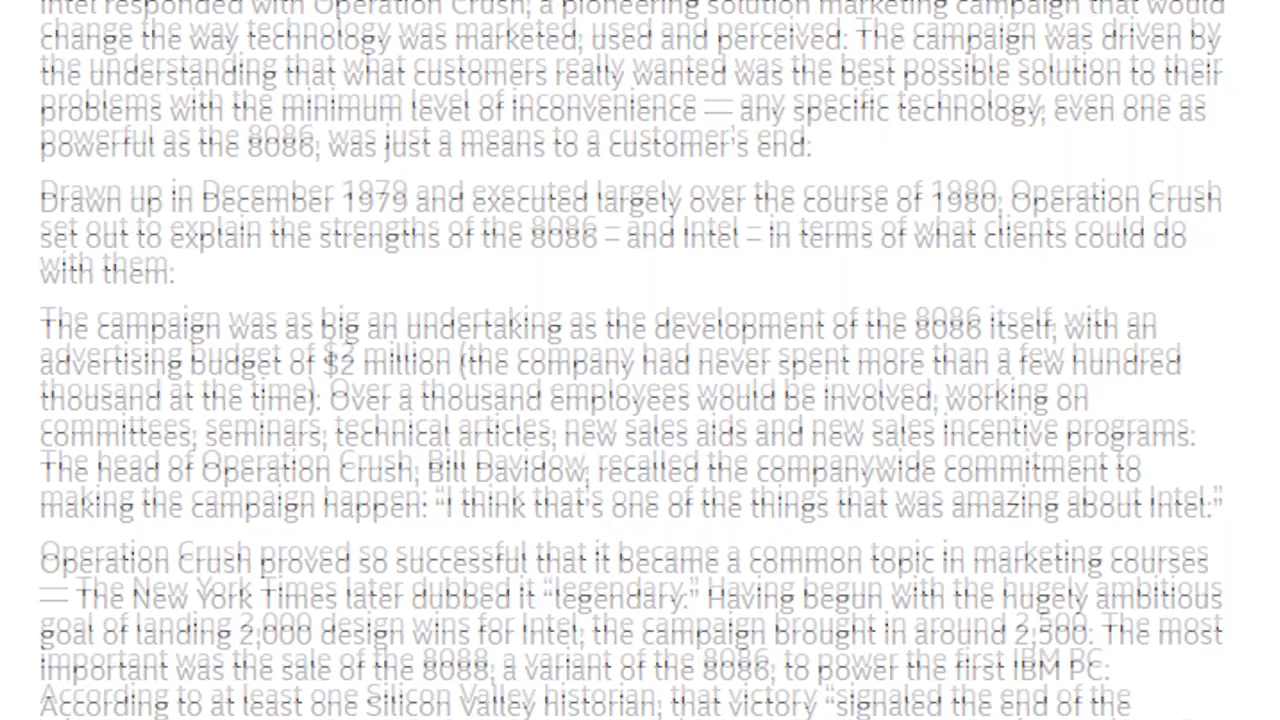 Intel responded with Operation Crush, a pioneering solution marketing campaign that would
change the way technology was marketed, used and perceived. The campaign was driven by
the understanding that what customers really wanted was the best possible solution to their
problems with the minimum level of inconvenience — any specific technology, even one as
powerful as the 8086, was just a means to a customer's end.
Drawn up in December 1979 and executed largely over the course of 1980, Operation Crush
set out to explain the strengths of the 8086 – and Intel – in terms of what clients could do
with them.
The campaign was as big an undertaking as the development of the 8086 itself, with an
advertising budget of $2 million (the company had never spent more than a few hundred
thousand at the time). Over a thousand employees would be involved, working on
committees, seminars, technical articles, new sales aids and new sales incentive programs.
The head of Operation Crush, Bill Davidow, recalled the companywide commitment to
making the campaign happen: “I think that's one of the things that was amazing about Intel.”
Operation Crush proved so successful that it became a common topic in marketing courses
— The New York Times later dubbed it “legendary.” Having begun with the hugely ambitious
goal of landing 2,000 design wins for Intel, the campaign brought in around 2,500. The most
important was the sale of the 8088, a variant of the 8086, to power the first IBM PC.
According to at least one Silicon Valley historian, that victory “signaled the end of the